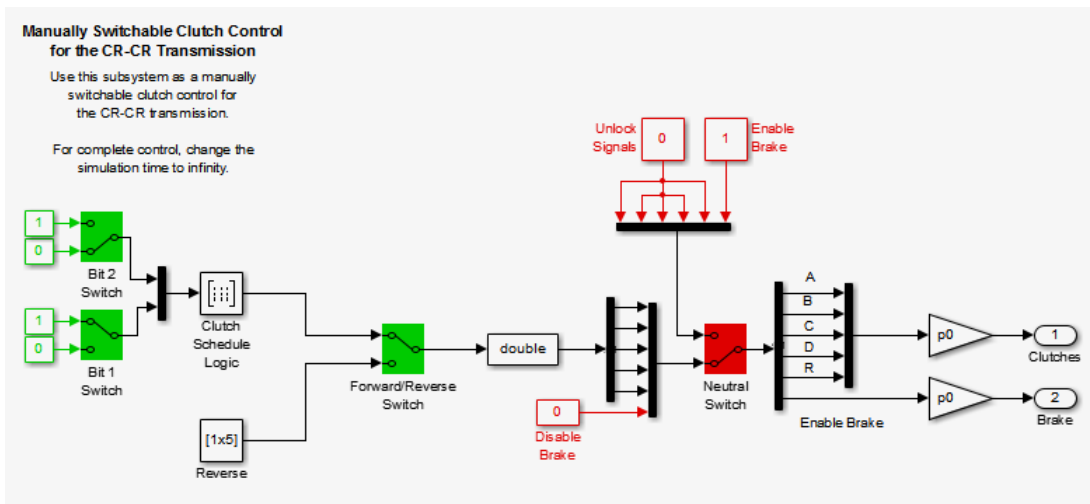 Manually Switchable Clutch Control
for the CR-CR Transmission
Use this subsystem as a manually
switchable clutch control for
the CR-CR transmission.
For complete control, change the
simulation time to infinity.
Unlock
Signals
0
1
Enable
Brake
1
0
Bit 2
Switch
1
0
Bit 1
Switch
Clutch
Schedule
Logic
[1x5]
Reverse
Forward/Reverse
Switch
double
0
Disable
Brake
Neutral
Switch
A
B
C
D
R
Enable Brake
p0
1
Clutches
p0
2
Brake